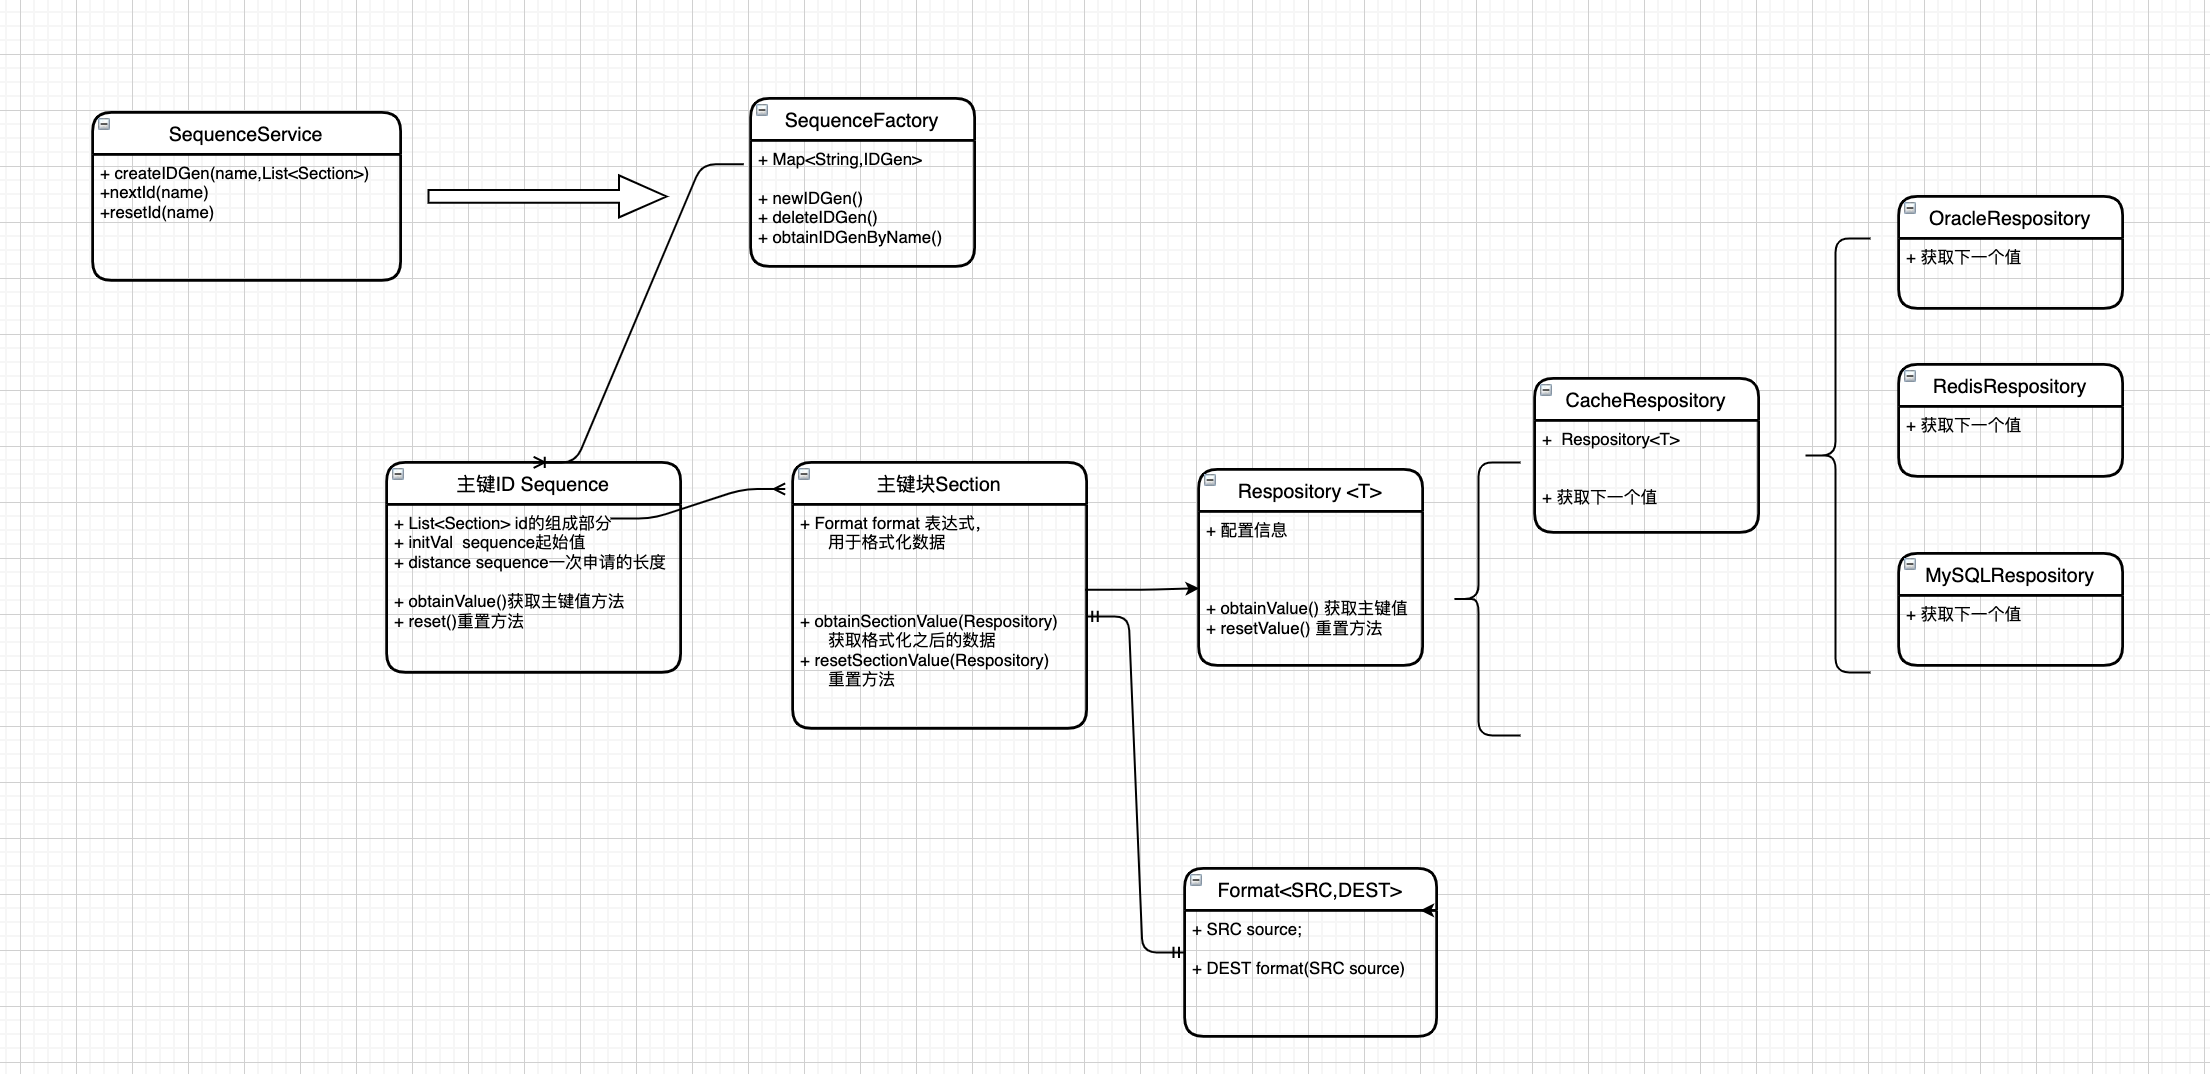 SequenceService
+ createIDGen(name,List<Section>)
+nextId(name)
+resetId(name)
SequenceFactory
+ Map<String,IDGen>
+ newIDGen()
+ deleteIDGen()
+ obtainIDGenByName()
主键ID Sequence
+ List<Section> id的组成部分
+ initVal  sequence起始值
+ distance sequence一次申请的长度
+ obtainValue()获取主键值方法
+ reset()重置方法
主键块Section
+ Format format 表达式，
用于格式化数据
+ obtainSectionValue(Respository)
获取格式化之后的数据
+ resetSectionValue(Respository)
重置方法
Respository <T>
+ 配置信息
+ obtainValue() 获取主键值
+ resetValue() 重置方法
CacheRespository
+  Respository<T>
+ 获取下一个值
OracleRespository
+ 获取下一个值
RedisRespository
+ 获取下一个值
MySQLRespository
+ 获取下一个值
Format<SRC,DEST>
+ SRC source;
+ DEST format(SRC source)